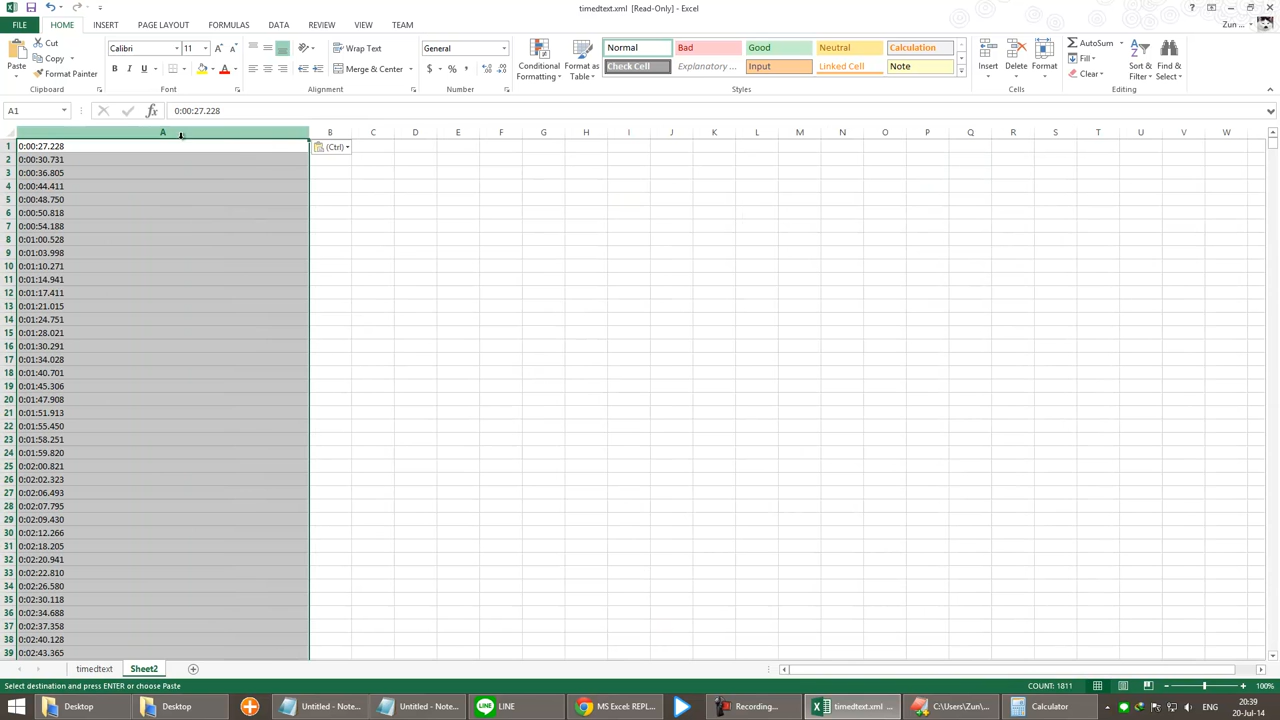 timedtext.xml  [Read-Only] - Excel
FILE HOME INSERT PAGE LAYOUT FORMULAS DATA REVIEW VIEW TEAM Zun ...
Paste Cut Copy Format Painter Clipboard
Calibri 11 B I U A Font
Wrap Text Merge & Center Alignment
General $ % , Number
Conditional Formatting Format as Table
Normal Bad Good Neutral Calculation
Check Cell Explanatory ... Input Linked Cell Note
Styles
Insert Delete Format Cells
AutoSum Fill Clear Sort & Filter Find & Select Editing
A1 fx 0:00:27.228
A B C D E F G H I J K L M N O P Q R S T U V W
1 0:00:27.228 (Ctrl)
2 0:00:30.731
3 0:00:36.805
4 0:00:44.411
5 0:00:48.750
6 0:00:50.818
7 0:00:54.188
8 0:01:00.528
9 0:01:03.998
10 0:01:10.271
11 0:01:14.941
12 0:01:17.411
13 0:01:21.015
14 0:01:24.751
15 0:01:28.021
16 0:01:30.291
17 0:01:34.028
18 0:01:40.701
19 0:01:45.306
20 0:01:47.908
21 0:01:51.913
22 0:01:55.450
23 0:01:58.251
24 0:01:59.820
25 0:02:00.821
26 0:02:02.323
27 0:02:06.493
28 0:02:07.795
29 0:02:09.430
30 0:02:12.266
31 0:02:18.205
32 0:02:20.941
33 0:02:22.810
34 0:02:26.580
35 0:02:30.118
36 0:02:34.688
37 0:02:37.358
38 0:02:40.128
39 0:02:43.365
timedtext Sheet2
Select destination and press ENTER or choose Paste COUNT: 1811 100%
Desktop Desktop Untitled - Note... Untitled - Note... LINE MS Excel: REPL... Recording... timedtext.xml ... C:\Users\Zun\... Calculator ENG 20:39
20-Jul-14